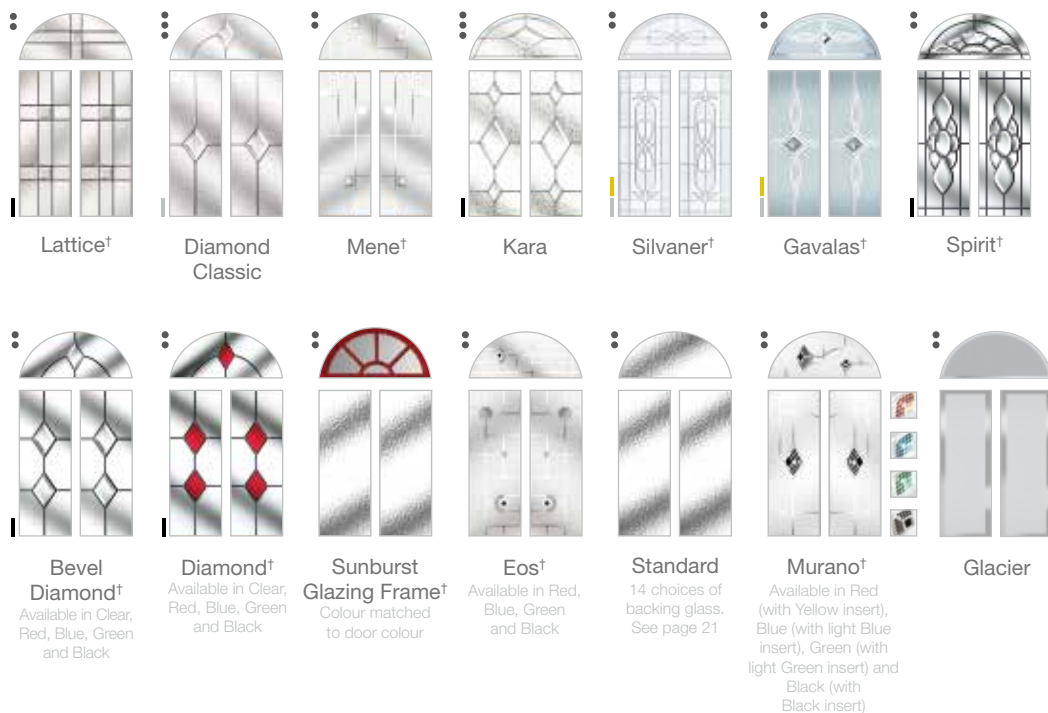 Lattice†
Diamond
Classic
Mene†
Kara
Silvaner†
Gavalas†
Spirit†
Bevel
Diamond†
Available in Clear,
Red, Blue, Green
and Black
Diamond†
Available in Clear,
Red, Blue, Green
and Black
Sunburst
Glazing Frame†
Colour matched
to door colour
Eos†
Available in Red,
Blue, Green
and Black
Standard
14 choices of
backing glass.
See page 21
Murano†
Available in Red
(with Yellow insert),
Blue (with light Blue
insert), Green (with
light Green insert) and
Black (with
Black insert)
Glacier